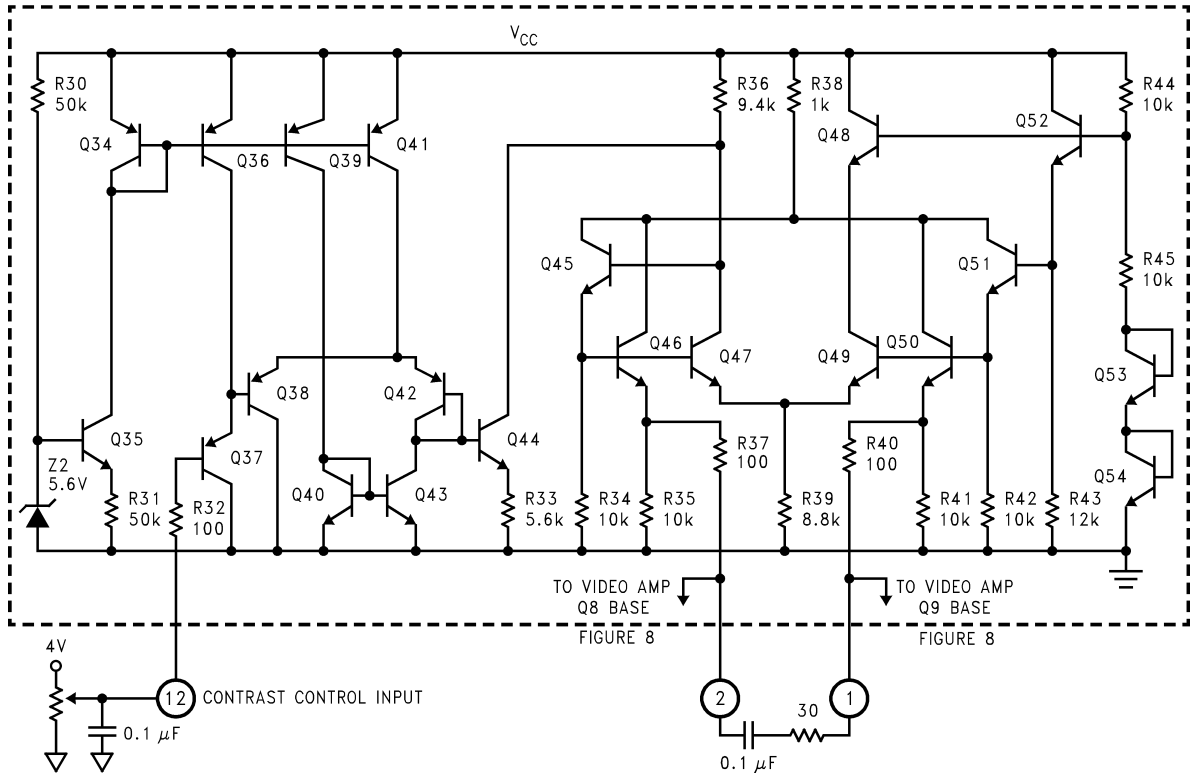 VCC
R30
50k
Q34
Q36
Q39
Q41
R36
9.4k
R38
1k
Q48
Q52
R44
10k
Q45
Q51
R45
10k
Q46
Q47
Q49
Q50
Q38
Q42
Q53
Q35
Q37
Q44
R37
100
R40
100
Z2
5.6V
Q40
Q43
Q54
R31
50k
R32
100
R33
5.6k
R34
10k
R35
10k
R39
8.8k
R41
10k
R42
10k
R43
12k
TO VIDEO AMP
Q8 BASE
TO VIDEO AMP
Q9 BASE
FIGURE 8
FIGURE 8
4V
12
CONTRAST CONTROL INPUT
2
1
0.1 μF
30
0.1 μF